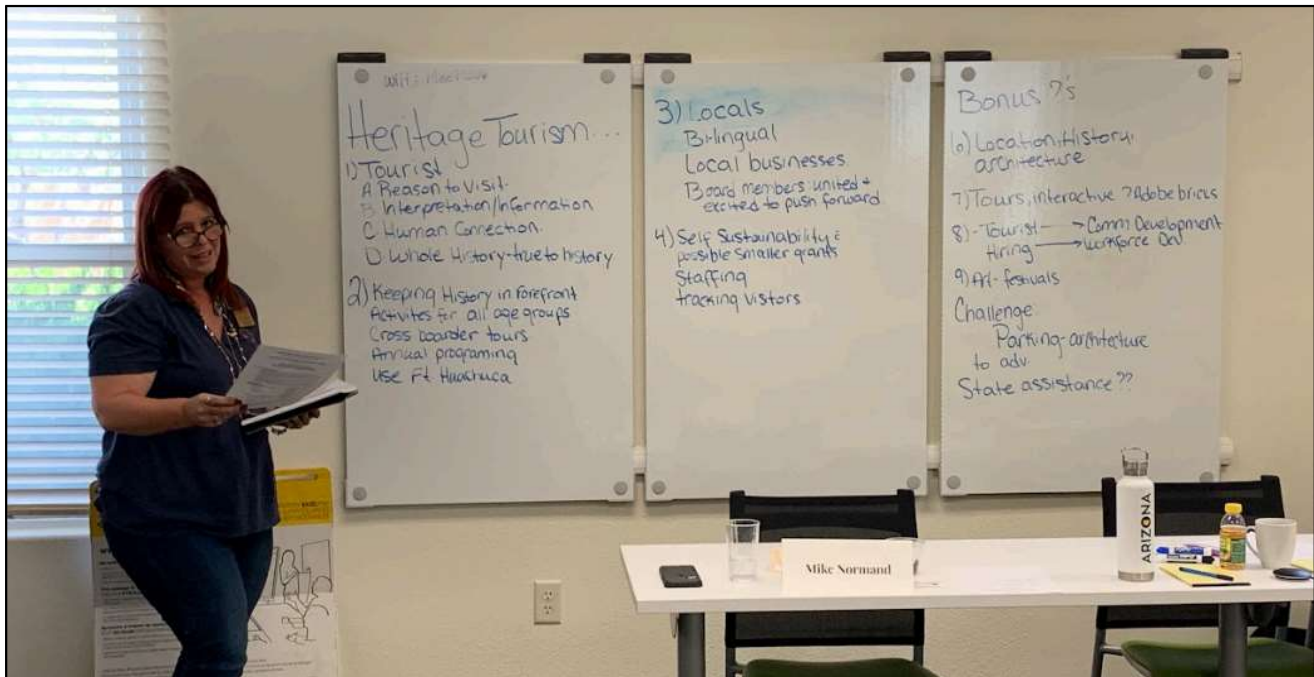 Heritage Tourism...
1) Tourist
A Reason to Visit.
B Interpretation/Information
C Human Connection.
D Whole History-true to history
2) Keeping History in Forefront
Activites for all age groups
Cross boarder tours
Annual programing
Use Ft Huachuca
3) Locals
Bilingual
Local businesses
Board members: united +
excited to push forward
4) Self Sustainability &
possible smaller grants
Staffing
tracking visitors
Bonus ?'s
6) Location, History,
architecture
7) Tours, interactive ? Adobe bricks
8) - Tourist → Comm Development
Hiring → Workforce Dev
9) Art - festivals
Challenge
Parking - architecture
to adv.
State assistance??
Mike Normand
ARIZONA